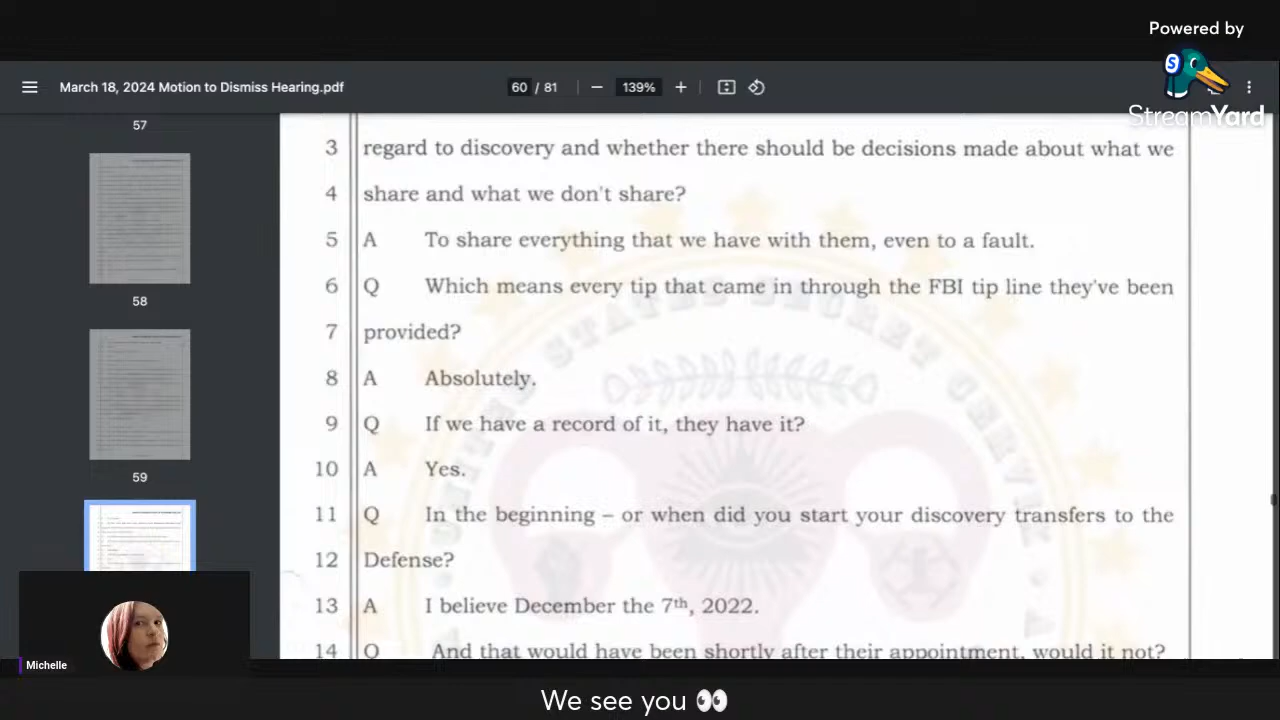 Powered by
StreamYard
March 18, 2024 Motion to Dismiss Hearing.pdf
60 / 81
139%
57
58
59
3 regard to discovery and whether there should be decisions made about what we
4 share and what we don't share?
5 A To share everything that we have with them, even to a fault.
6 Q Which means every tip that came in through the FBI tip line they've been
7 provided?
8 A Absolutely.
9 Q If we have a record of it, they have it?
10 A Yes.
11 Q In the beginning – or when did you start your discovery transfers to the
12 Defense?
13 A I believe December the 7th, 2022.
14 Q And that would have been shortly after their appointment, would it not?
Michelle
We see you 👀